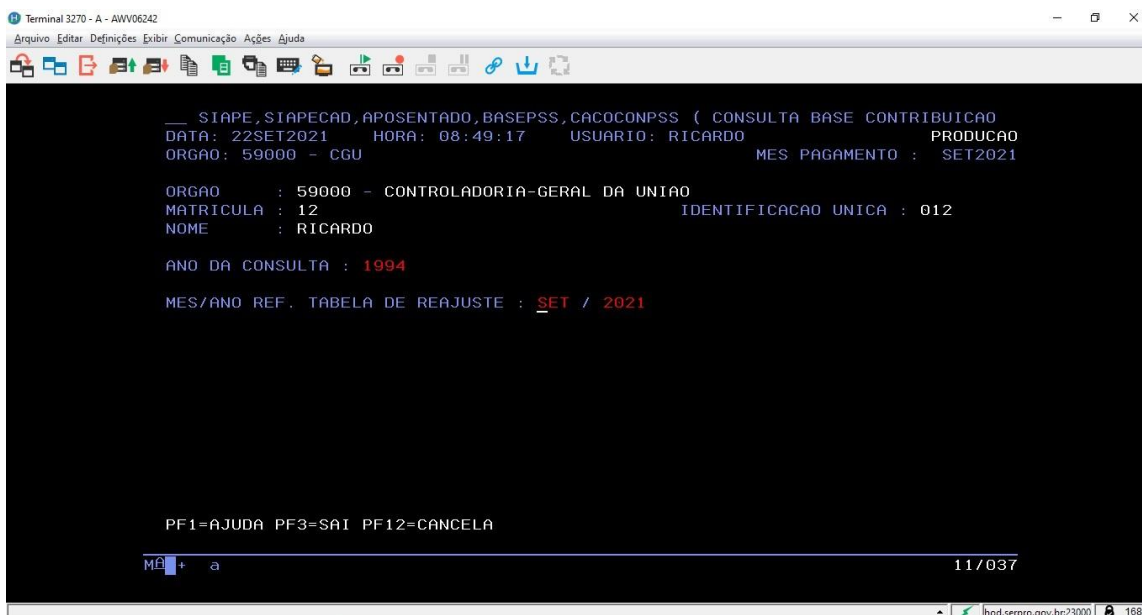 Terminal 3270 - A - AWV06242
Arquivo Editar Definições Exibir Comunicação Ações Ajuda
__ SIAPE,SIAPECAD,APOSENTADO,BASEPSS,CACOCONPSS ( CONSULTA BASE CONTRIBUICAO
DATA: 22SET2021 HORA: 08:49:17 USUARIO: RICARDO PRODUCAO
ORGAO: 59000 - CGU MES PAGAMENTO : SET2021
ORGAO : 59000 - CONTROLADORIA-GERAL DA UNIAO
MATRICULA : 12 IDENTIFICACAO UNICA : 012
NOME : RICARDO
ANO DA CONSULTA : 1994
MES/ANO REF. TABELA DE REAJUSTE : SET / 2021
PF1=AJUDA PF3=SAI PF12=CANCELA
MA + a 11/037
hod.serpro.gov.br:23000 168